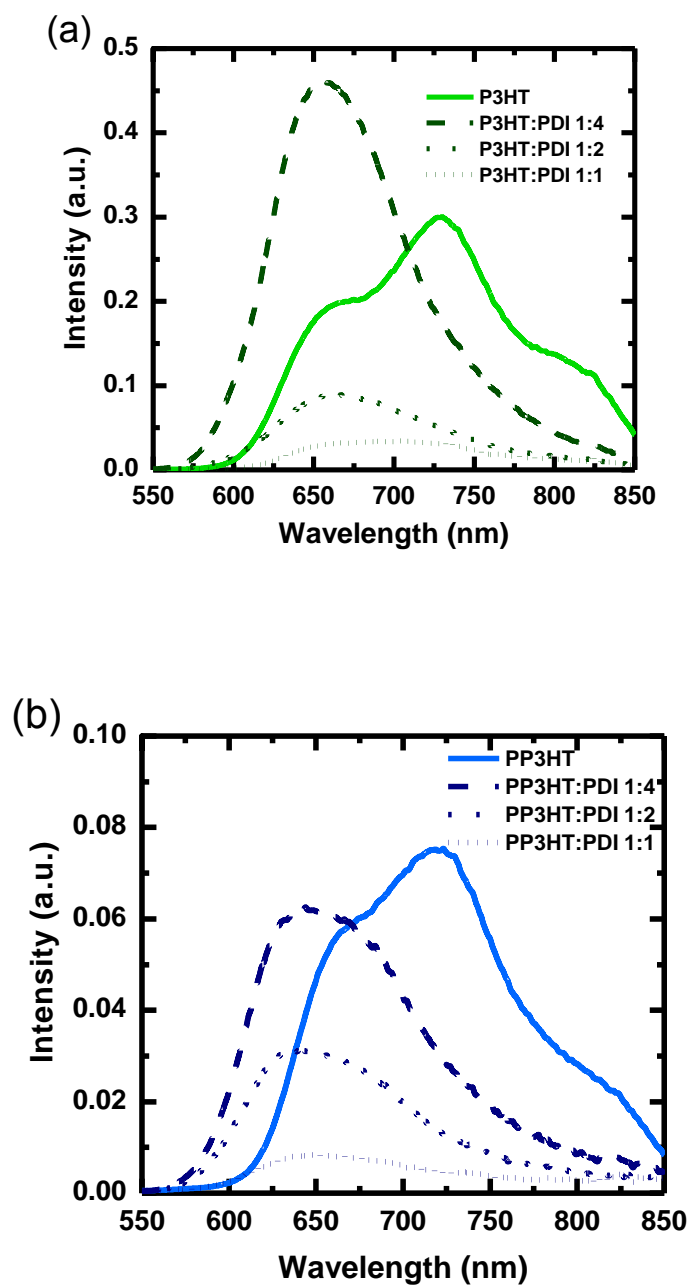 (a)
0.5
0.4
0.3
0.2
0.1
0.0
Intensity (a.u.)
P3HT
P3HT:PDI 1:4
P3HT:PDI 1:2
P3HT:PDI 1:1
550 600 650 700 750 800 850
Wavelength (nm)
(b)
0.10
0.08
0.06
0.04
0.02
0.00
Intensity (a.u.)
PP3HT
PP3HT:PDI 1:4
PP3HT:PDI 1:2
PP3HT:PDI 1:1
550 600 650 700 750 800 850
Wavelength (nm)